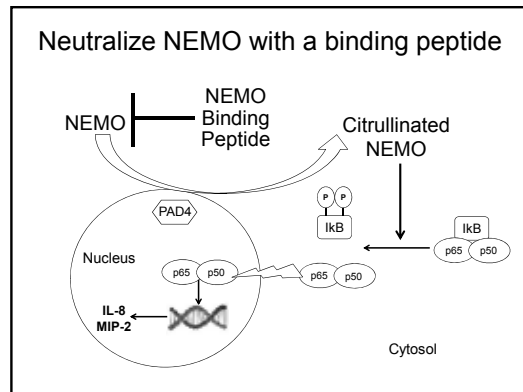 Neutralize NEMO with a binding peptide
NEMO
NEMO
Binding
Peptide
Citrullinated
NEMO
PAD4
P P
IkB
IkB
p65 p50
Nucleus
p65 p50
p65 p50
IL-8
MIP-2
Cytosol